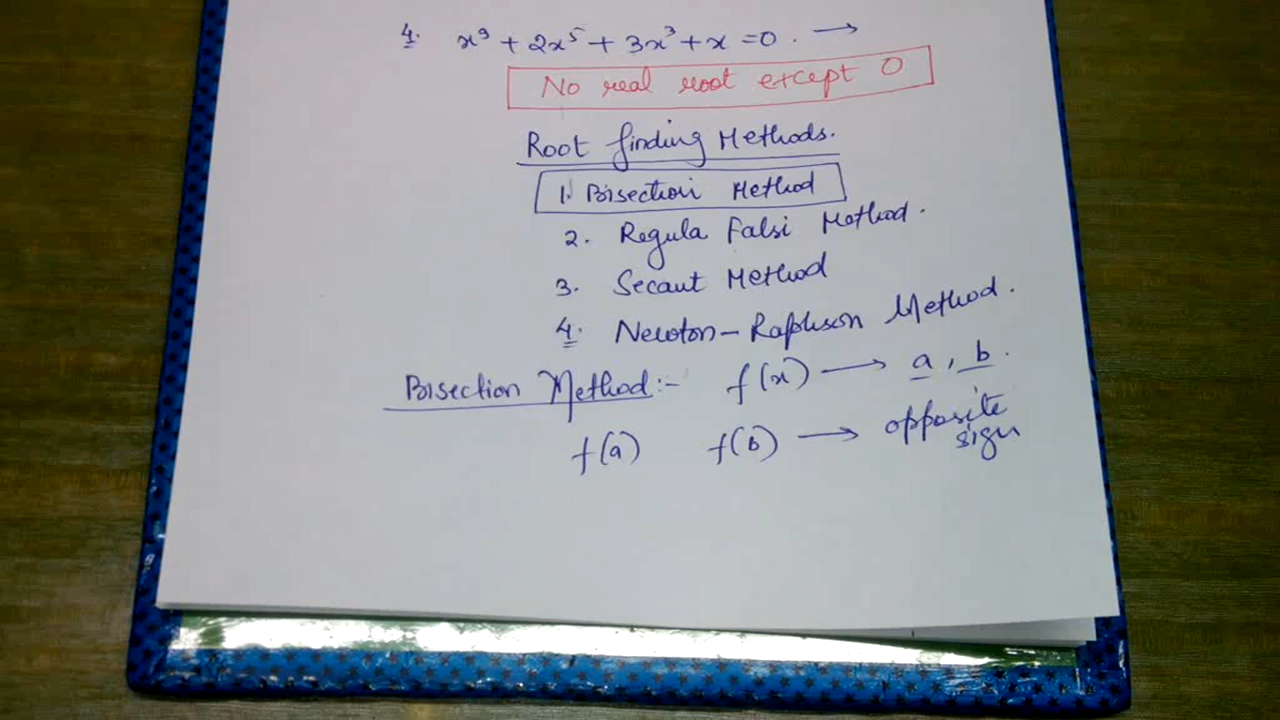 4. x⁹ + 2x⁵ + 3x³ + x = 0 . →
No real root except 0
Root finding Methods.
1. Bisection Method
2. Regula Falsi Method.
3. Secant Method
4. Newton - Raphson Method.
Bisection Method :- f(x) → a , b .
f(a) f(b) → opposite sign